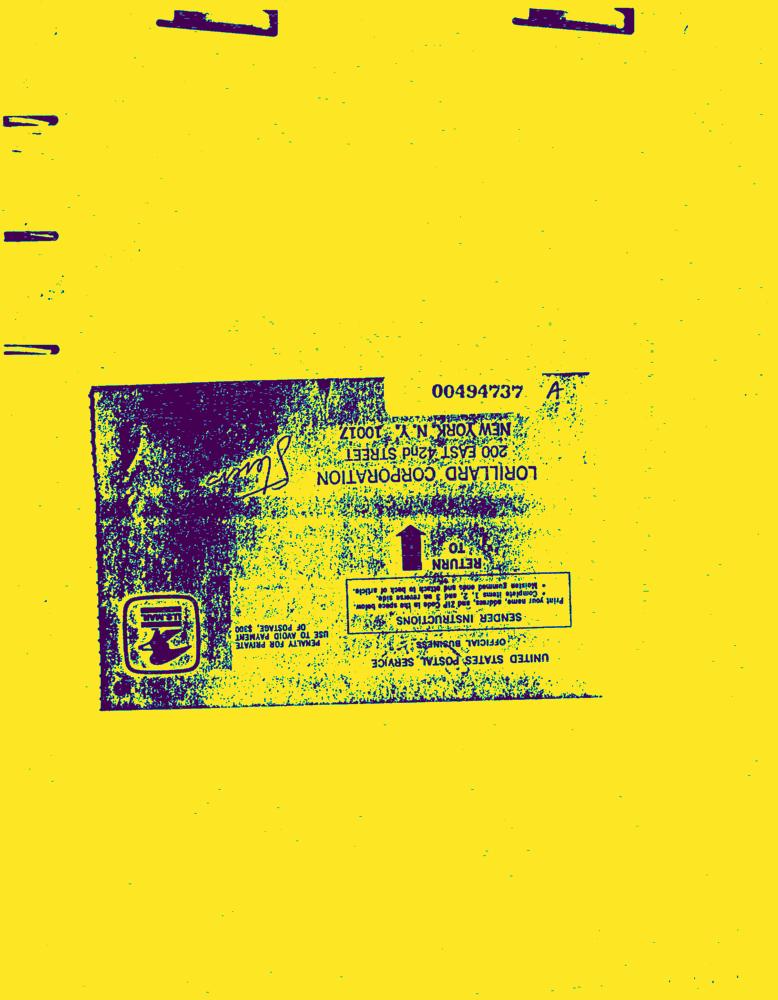 00494737 A
UNITED STATES POSTAL SERVICE
OFFICIAL BUSINESS
SENDER INSTRUCTIONS
Print your name, address, and ZIP Code in the space below.
• Complete items 1, 2, and 3 on reverse side.
• Moisten gummed ends and attach to back of article.
PENALTY FOR PRIVATE
USE TO AVOID PAYMENT
OF POSTAGE, $300
U.S.MAIL
RETURN
TO
LORILLARD CORPORATION
200 EAST 42nd STREET
NEW YORK, N. Y. 10017